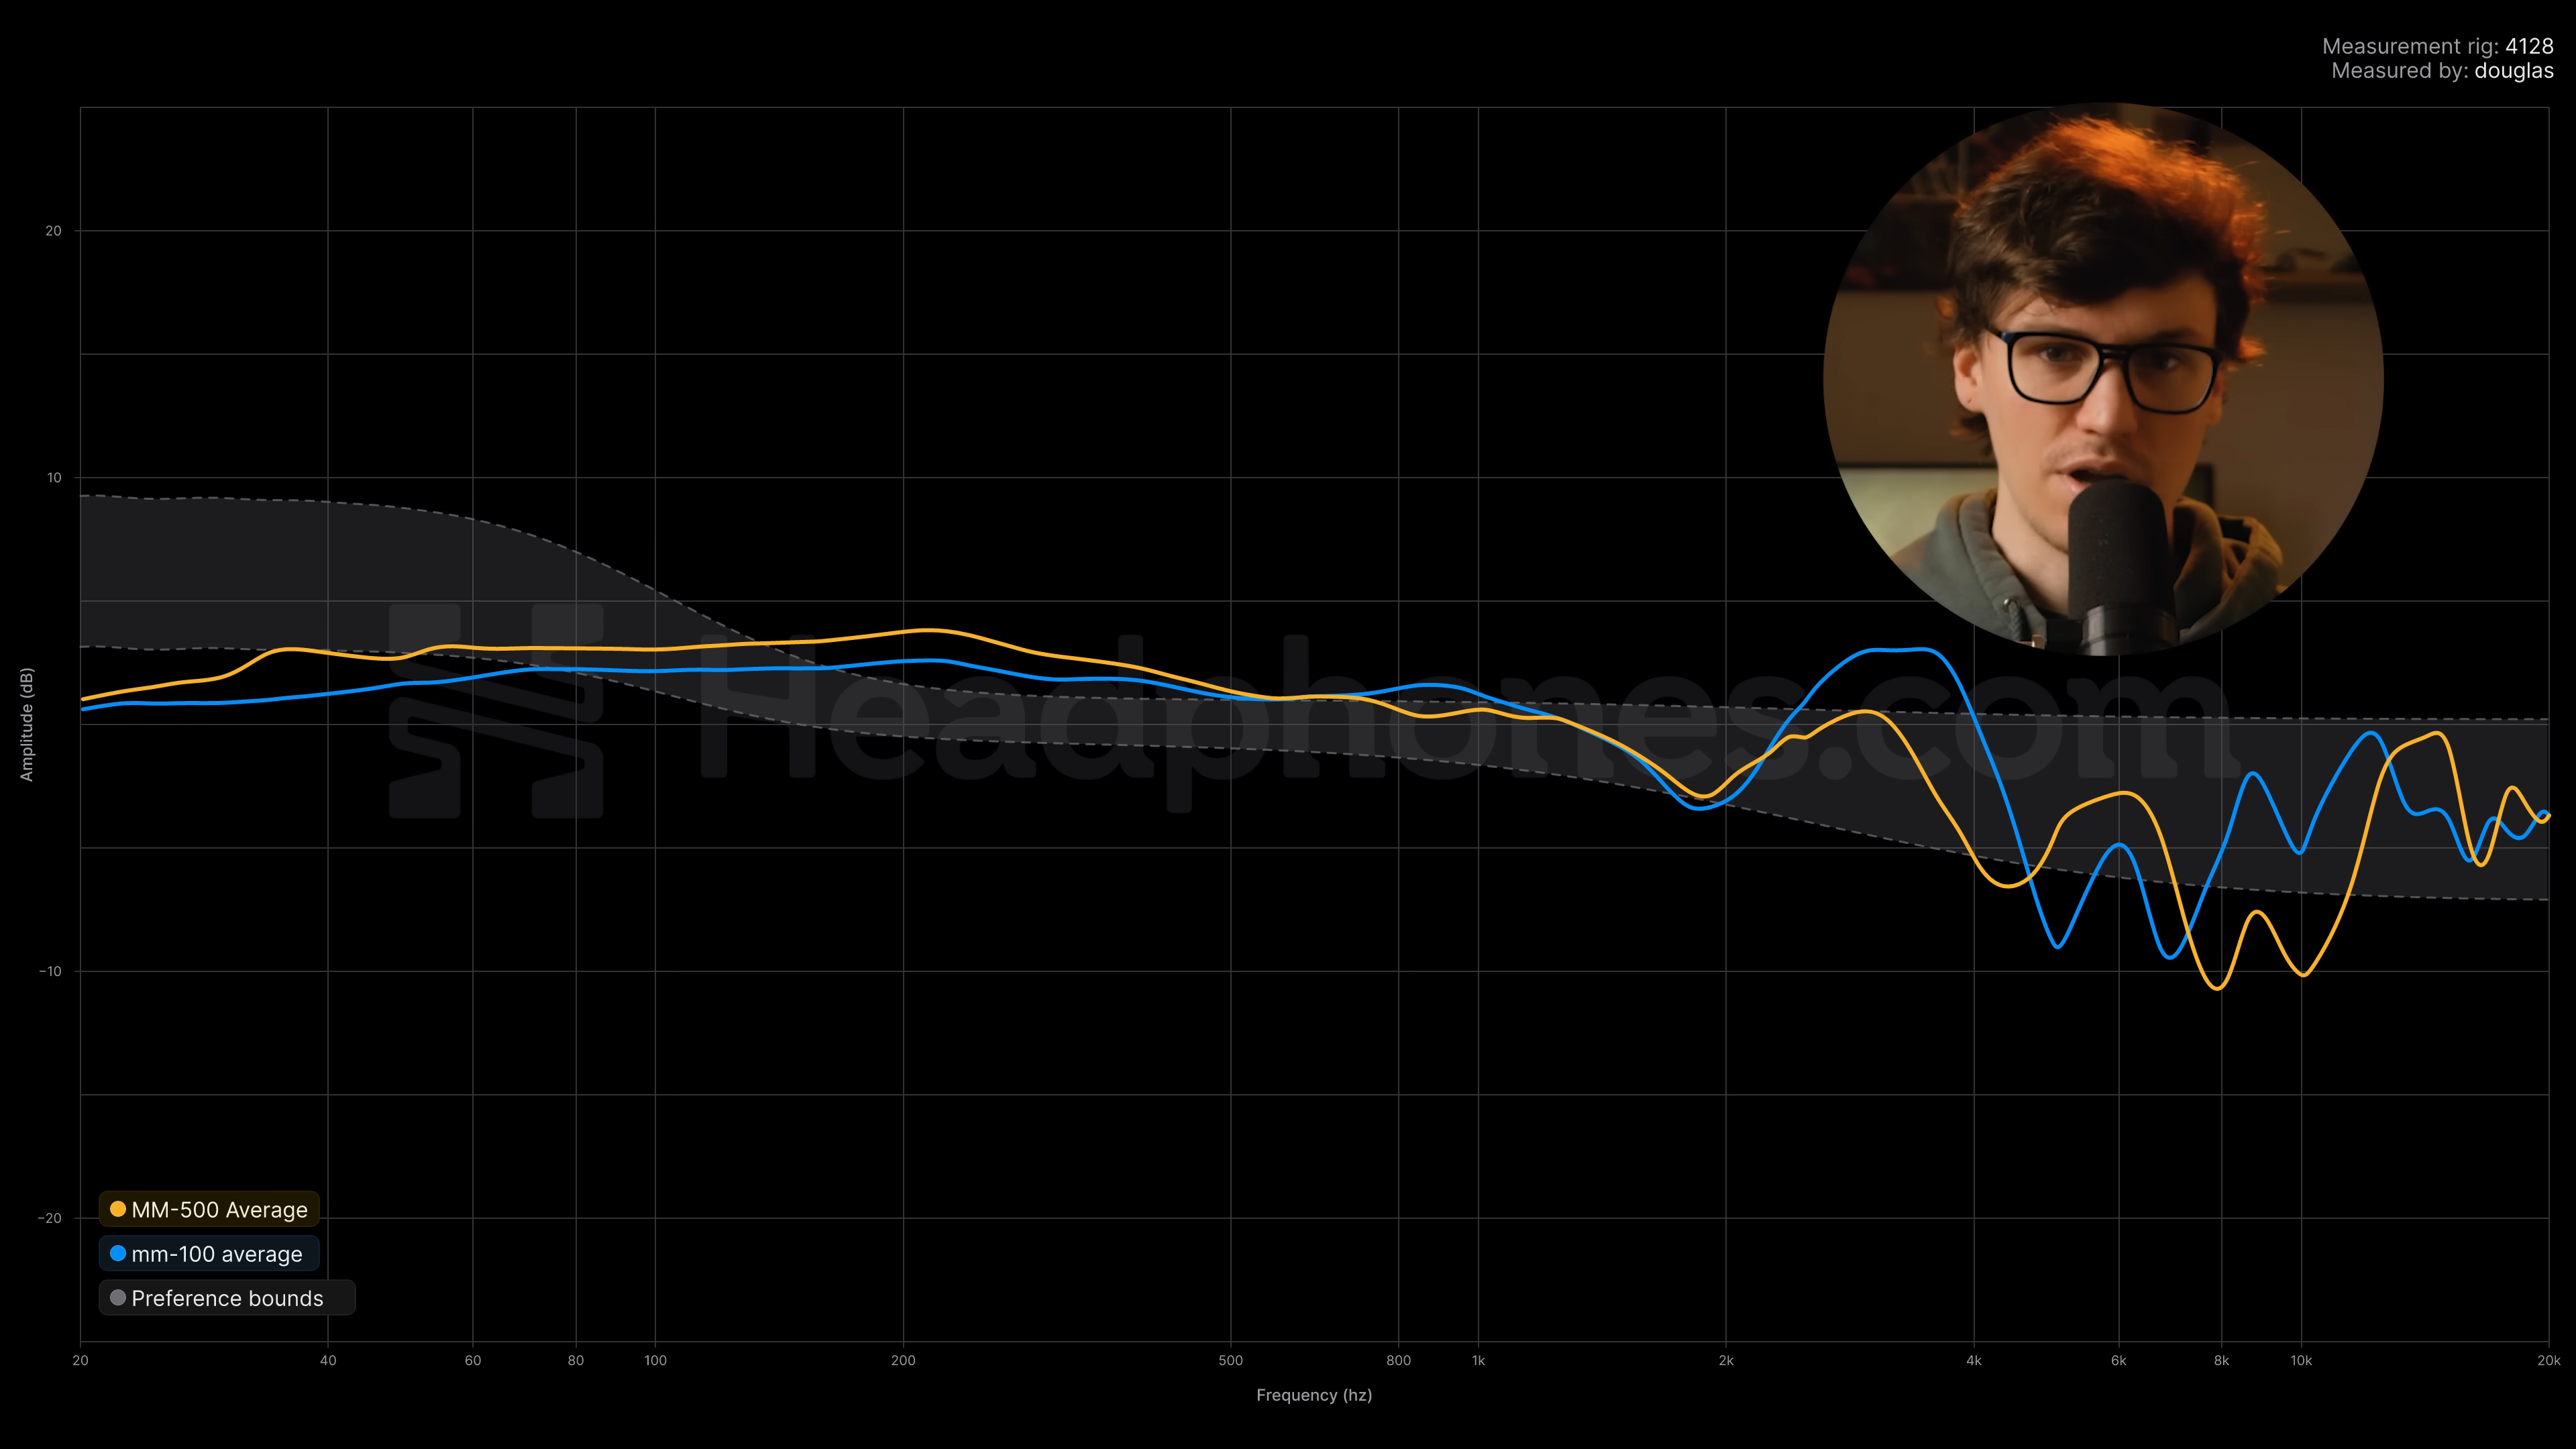 Measurement rig: 4128
Measured by: douglas
20
10
−10
−20
Amplitude (dB)
Headphones.com
MM-500 Average
mm-100 average
Preference bounds
20 40 60 80 100 200 500 800 1k 2k 4k 6k 8k 10k 20k
Frequency (hz)